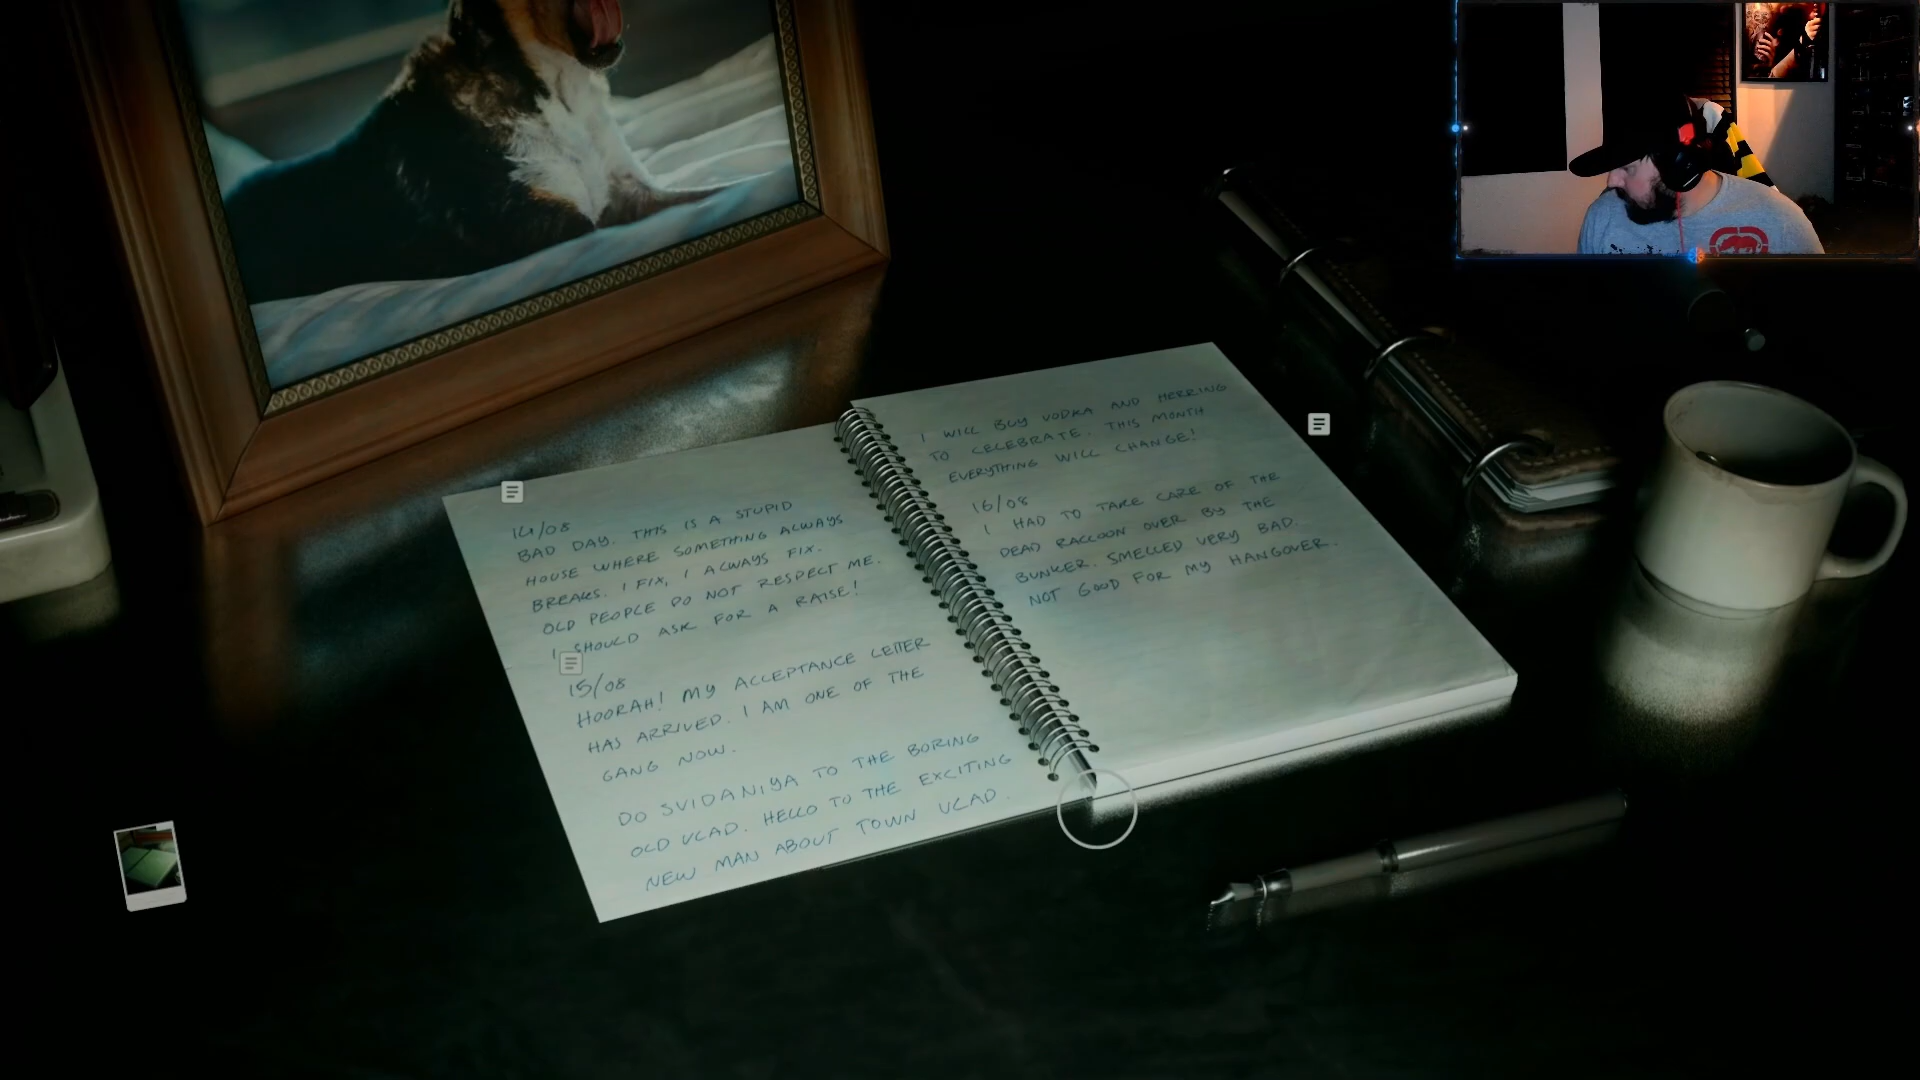 14/08
BAD DAY. THIS IS A STUPID
HOUSE WHERE SOMETHING ALWAYS
BREAKS. I FIX, I ALWAYS FIX.
OLD PEOPLE DO NOT RESPECT ME.
I SHOULD ASK FOR A RAISE!
15/08
HOORAH! MY ACCEPTANCE LETTER
HAS ARRIVED. I AM ONE OF THE
GANG NOW.
DO SVIDANIYA TO THE BORING
OLD VLAD. HELLO TO THE EXCITING
NEW MAN ABOUT TOWN VLAD.
I WILL BUY VODKA AND HERRING
TO CELEBRATE. THIS MONTH
EVERYTHING WILL CHANGE!
16/08
I HAD TO TAKE CARE OF THE
DEAD RACCOON OVER BY THE
BUNKER. SMELLED VERY BAD.
NOT GOOD FOR MY HANGOVER.